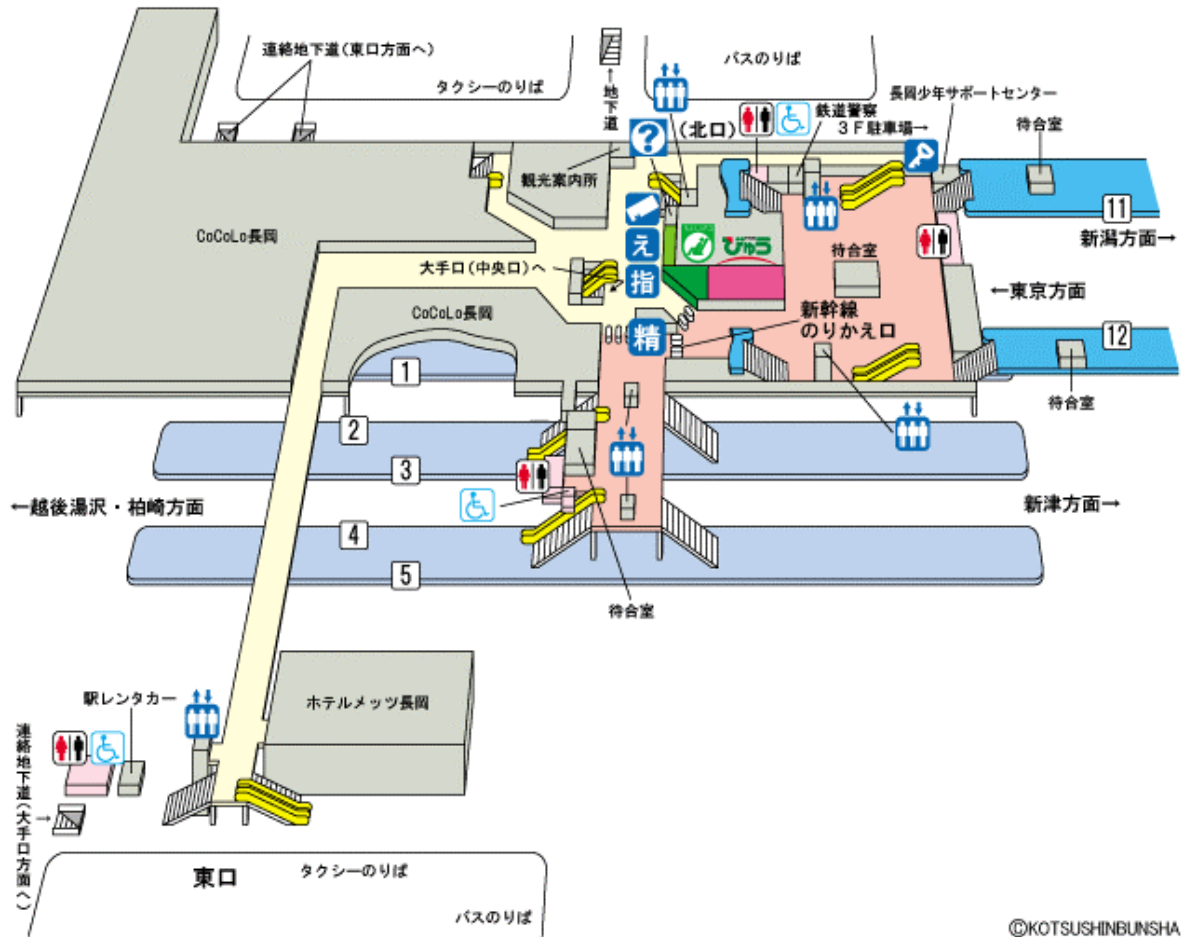 連絡地下道(東口方面へ)
タクシーのりば
←地下道
バスのりば
(北口)
鉄道警察
3F駐車場→
長岡少年サポートセンター
待合室
?
観光案内所
CoCoLo長岡
大手口(中央口)へ
え
指
精
びゅう
待合室
11
新潟方面→
←東京方面
新幹線
のりかえ口
12
待合室
CoCoLo長岡
1
2
3
←越後湯沢・柏崎方面
新津方面→
4
5
待合室
駅レンタカー
ホテルメッツ長岡
連絡地下道(大手口方面へ)
→
東口
タクシーのりば
バスのりば
©KOTSUSHINBUNSHA